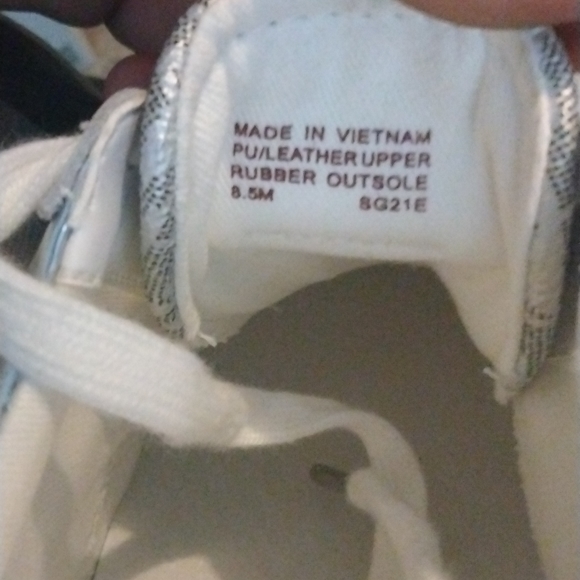 MADE IN VIETNAM
PU/LEATHER UPPER
RUBBER OUTSOLE
8.5M SG21E